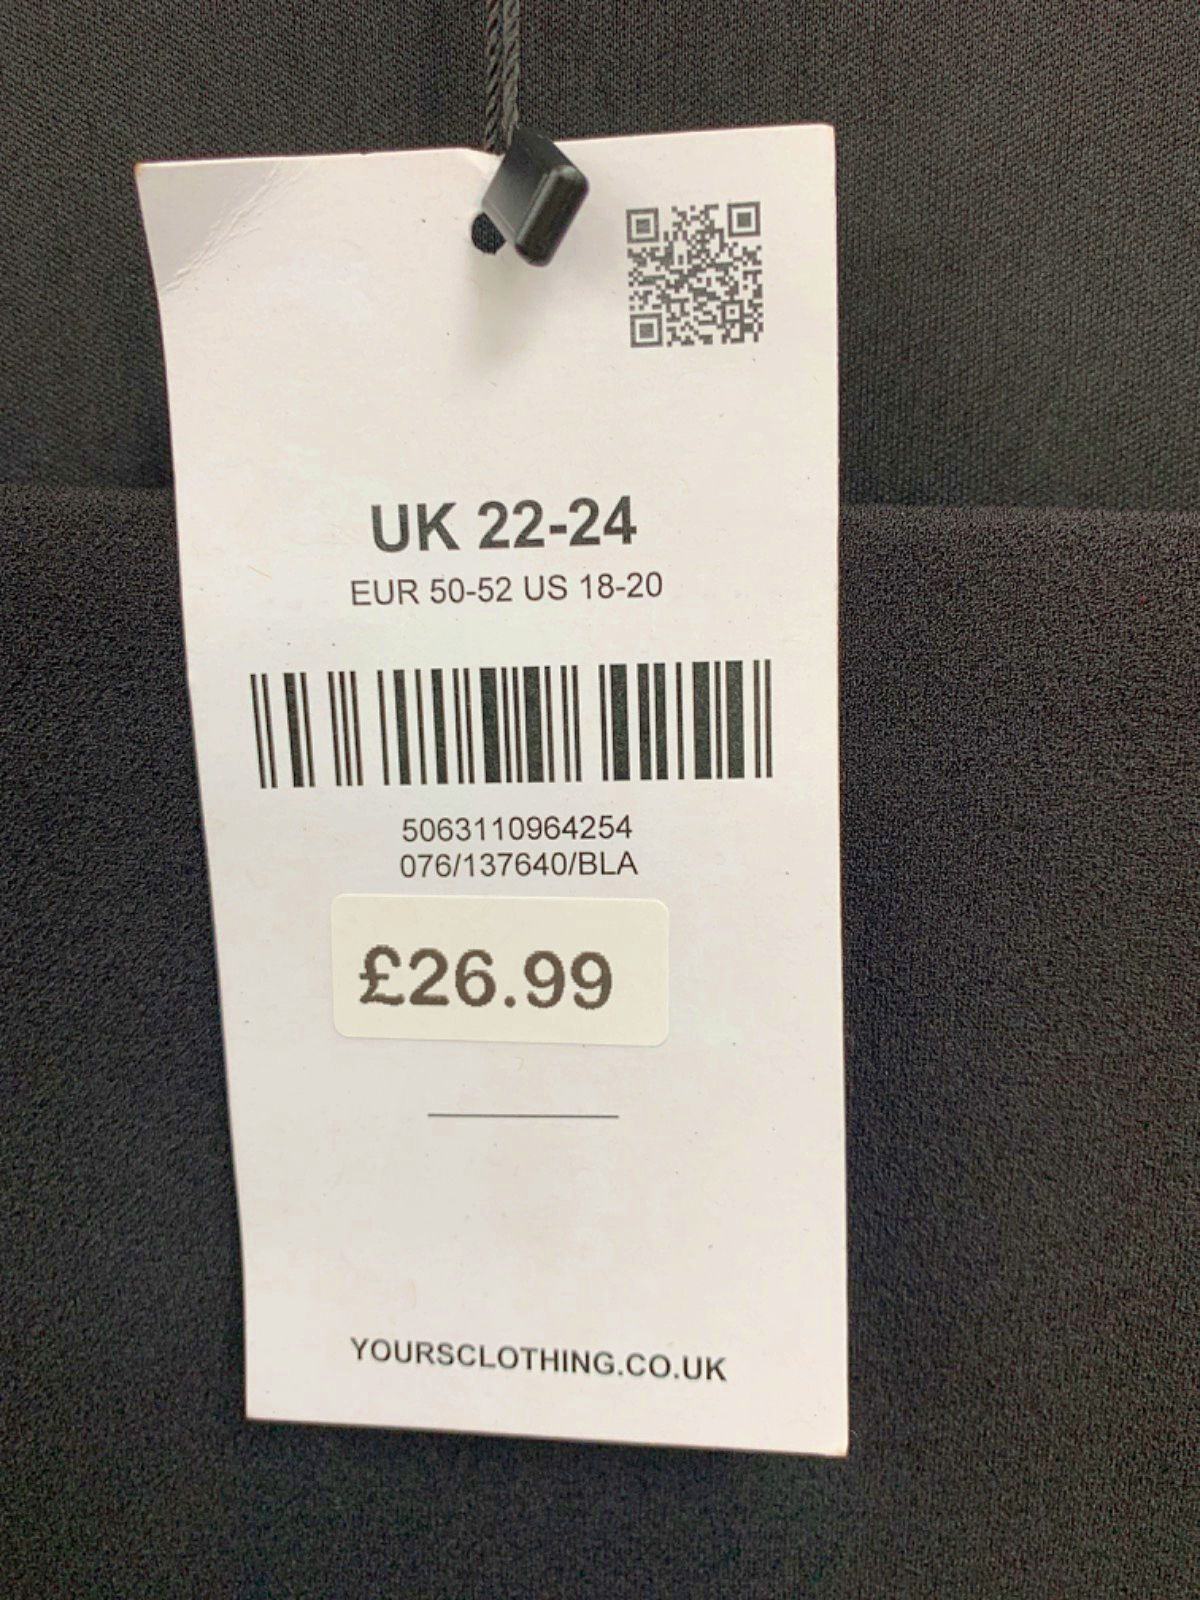 UK 22-24
EUR 50-52 US 18-20
5063110964254
076/137640/BLA
£26.99
YOURSCLOTHING.CO.UK